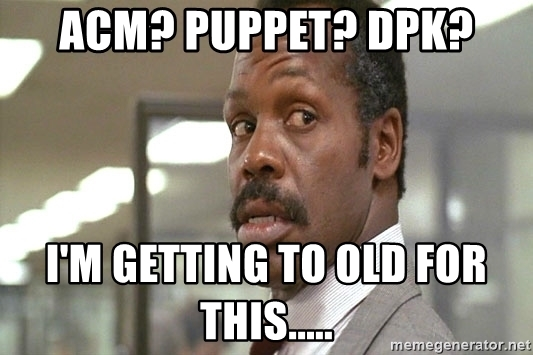 ACM? PUPPET? DPK?
I'M GETTING TO OLD FOR
THIS.....
memegenerator.net